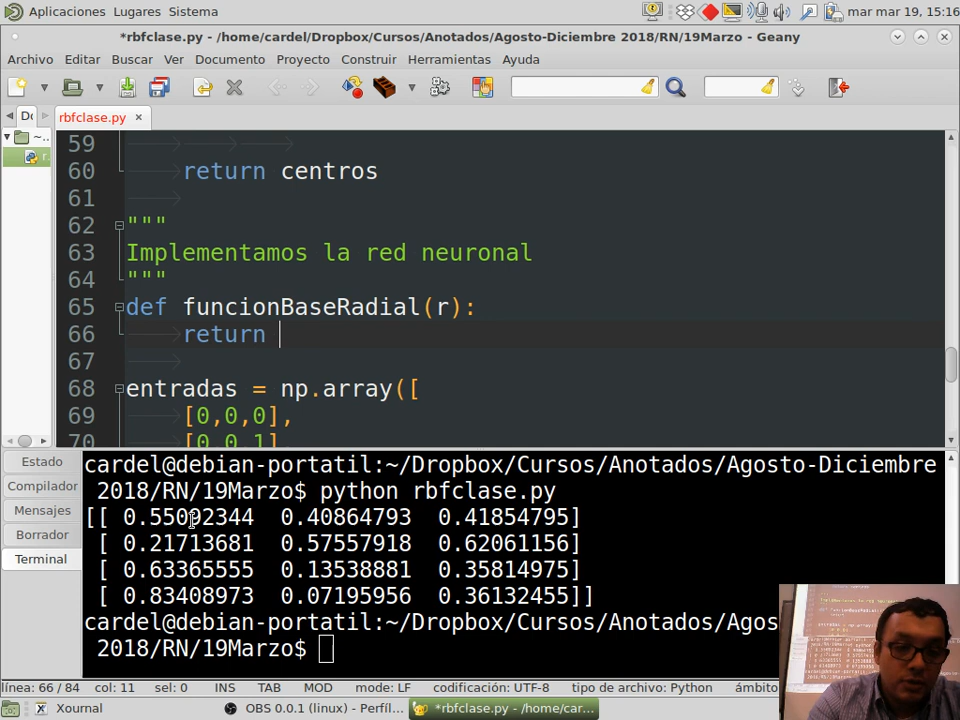 Aplicaciones Lugares Sistema mar mar 19, 15:16
*rbfclase.py - /home/cardel/Dropbox/Cursos/Anotados/Agosto-Diciembre 2018/RN/19Marzo - Geany
Archivo Editar Buscar Ver Documento Proyecto Construir Herramientas Ayuda
rbfclase.py
59
60 return centros
61
62 """
63 Implementamos la red neuronal
64 """
65 def funcionBaseRadial(r):
66 return
67
68 entradas = np.array([
69 [0,0,0],
70 [0,0,1]
Estado
Compilador
Mensajes
Borrador
Terminal
cardel@debian-portatil:~/Dropbox/Cursos/Anotados/Agosto-Diciembre
2018/RN/19Marzo$ python rbfclase.py
[[ 0.55092344 0.40864793 0.41854795]
[ 0.21713681 0.57557918 0.62061156]
[ 0.63365555 0.13538881 0.35814975]
[ 0.83408973 0.07195956 0.36132455]]
cardel@debian-portatil:~/Dropbox/Cursos/Anotados/Agos
2018/RN/19Marzo$
línea: 66 / 84 col: 11 sel: 0 INS TAB MOD mode: LF codificación: UTF-8 tipo de archivo: Python ámbito
Xournal OBS 0.0.1 (linux) - Perfil... *rbfclase.py - /home/car...